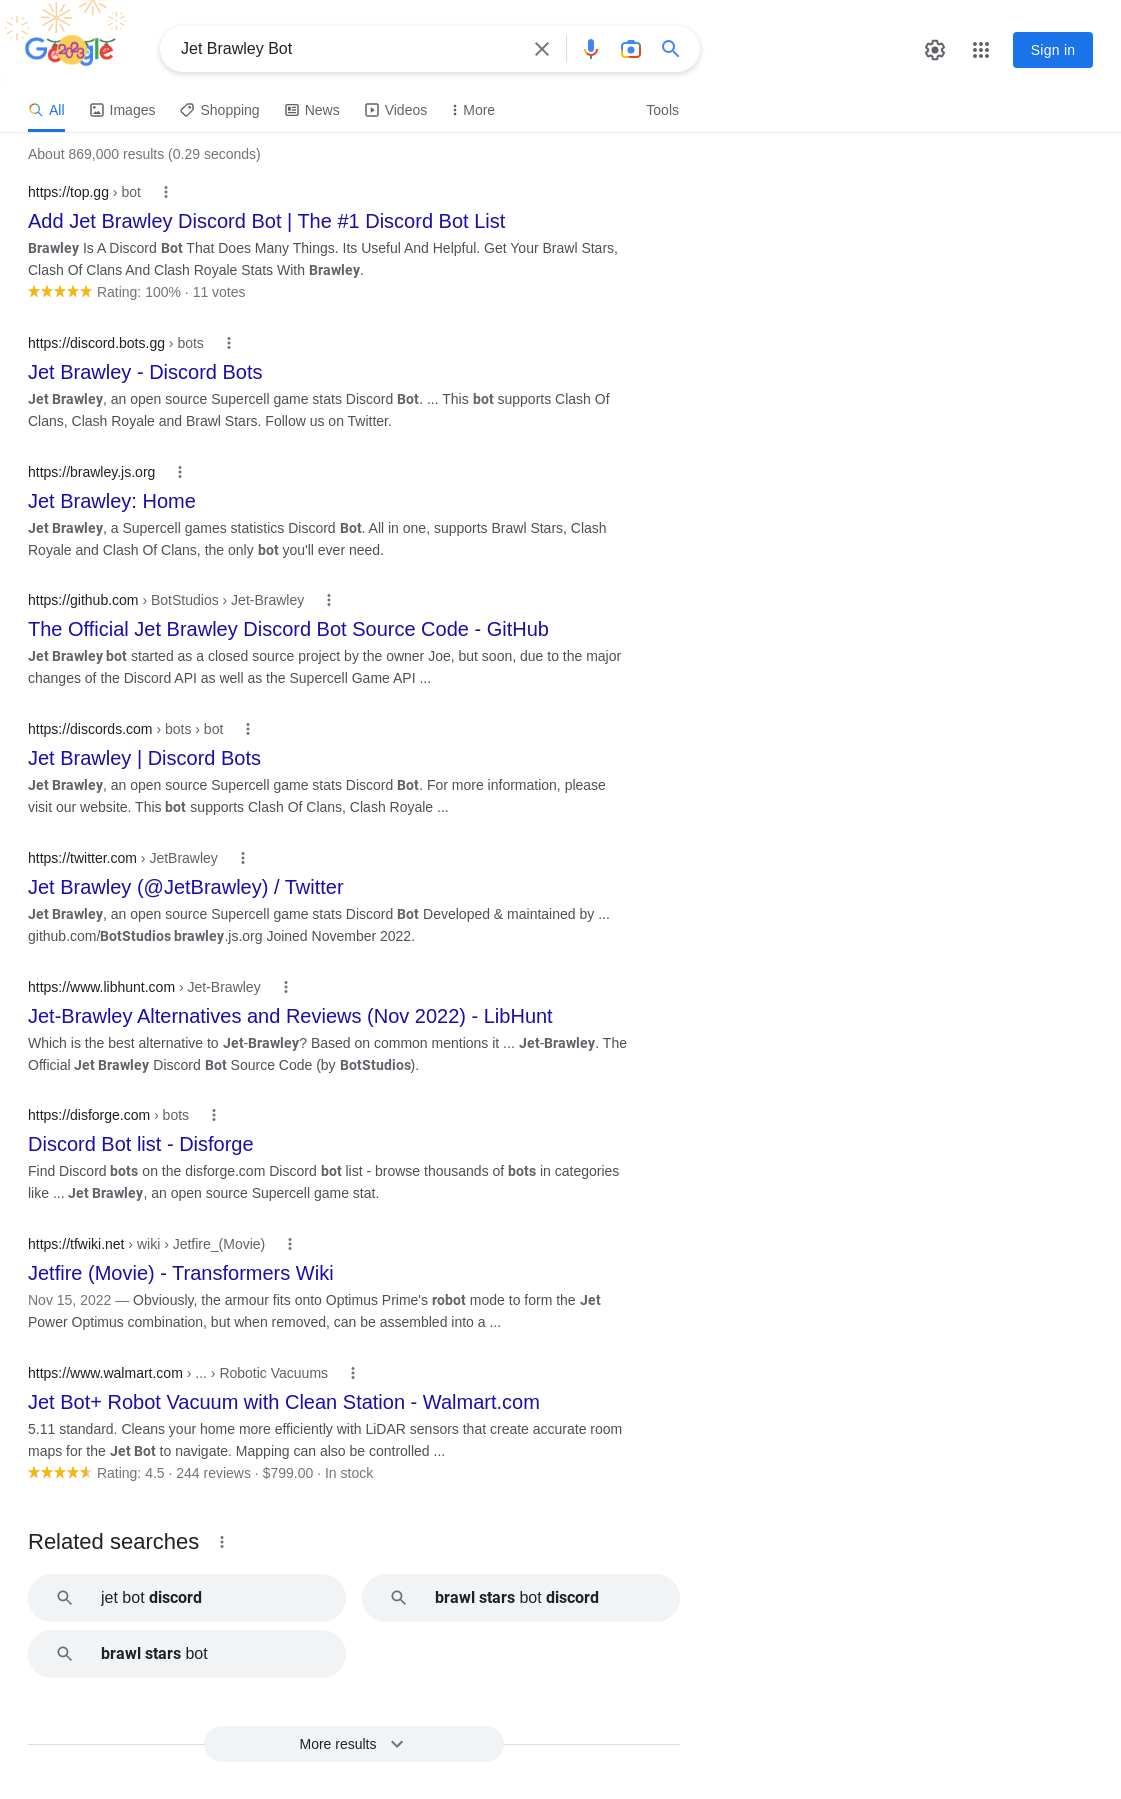 Google
Jet Brawley Bot
Sign in
All Images Shopping News Videos More Tools
About 869,000 results (0.29 seconds)
https://top.gg › bot
Add Jet Brawley Discord Bot | The #1 Discord Bot List
Brawley Is A Discord Bot That Does Many Things. Its Useful And Helpful. Get Your Brawl Stars,
Clash Of Clans And Clash Royale Stats With Brawley.
Rating: 100% · 11 votes
https://discord.bots.gg › bots
Jet Brawley - Discord Bots
Jet Brawley, an open source Supercell game stats Discord Bot. ... This bot supports Clash Of
Clans, Clash Royale and Brawl Stars. Follow us on Twitter.
https://brawley.js.org
Jet Brawley: Home
Jet Brawley, a Supercell games statistics Discord Bot. All in one, supports Brawl Stars, Clash
Royale and Clash Of Clans, the only bot you'll ever need.
https://github.com › BotStudios › Jet-Brawley
The Official Jet Brawley Discord Bot Source Code - GitHub
Jet Brawley bot started as a closed source project by the owner Joe, but soon, due to the major
changes of the Discord API as well as the Supercell Game API ...
https://discords.com › bots › bot
Jet Brawley | Discord Bots
Jet Brawley, an open source Supercell game stats Discord Bot. For more information, please
visit our website. This bot supports Clash Of Clans, Clash Royale ...
https://twitter.com › JetBrawley
Jet Brawley (@JetBrawley) / Twitter
Jet Brawley, an open source Supercell game stats Discord Bot Developed & maintained by ...
github.com/BotStudios brawley.js.org Joined November 2022.
https://www.libhunt.com › Jet-Brawley
Jet-Brawley Alternatives and Reviews (Nov 2022) - LibHunt
Which is the best alternative to Jet-Brawley? Based on common mentions it ... Jet-Brawley. The
Official Jet Brawley Discord Bot Source Code (by BotStudios).
https://disforge.com › bots
Discord Bot list - Disforge
Find Discord bots on the disforge.com Discord bot list - browse thousands of bots in categories
like ... Jet Brawley, an open source Supercell game stat.
https://tfwiki.net › wiki › Jetfire_(Movie)
Jetfire (Movie) - Transformers Wiki
Nov 15, 2022 — Obviously, the armour fits onto Optimus Prime's robot mode to form the Jet
Power Optimus combination, but when removed, can be assembled into a ...
https://www.walmart.com › ... › Robotic Vacuums
Jet Bot+ Robot Vacuum with Clean Station - Walmart.com
5.11 standard. Cleans your home more efficiently with LiDAR sensors that create accurate room
maps for the Jet Bot to navigate. Mapping can also be controlled ...
Rating: 4.5 · 244 reviews · $799.00 · In stock
Related searches
jet bot discord
brawl stars bot discord
brawl stars bot
More results